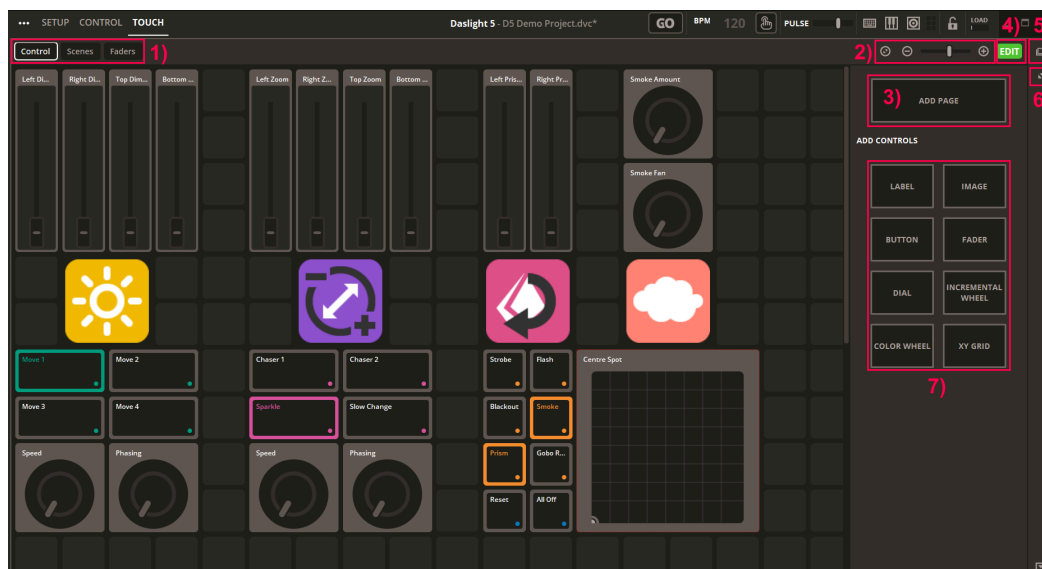 ••• SETUP CONTROL TOUCH Daslight 5 - D5 Demo Project.dvc* GO BPM 120 PULSE LOAD 4) 5
Control Scenes Faders 1) 2) EDIT
Left Di... Right Di... Top Dim... Bottom ... Left Zoom Right Z... Top Zoom Bottom ... Left Pris... Right Pr... Smoke Amount
3) ADD PAGE 6
ADD CONTROLS
Smoke Fan
LABEL IMAGE
BUTTON FADER
DIAL INCREMENTAL
WHEEL
COLOR WHEEL XY GRID
7)
Move 1 Move 2 Chaser 1 Chaser 2 Strobe Flash Centre Spot
Move 3 Move 4 Sparkle Slow Change Blackout Smoke
Speed Phasing Speed Phasing Prism Gobo R...
Reset All Off